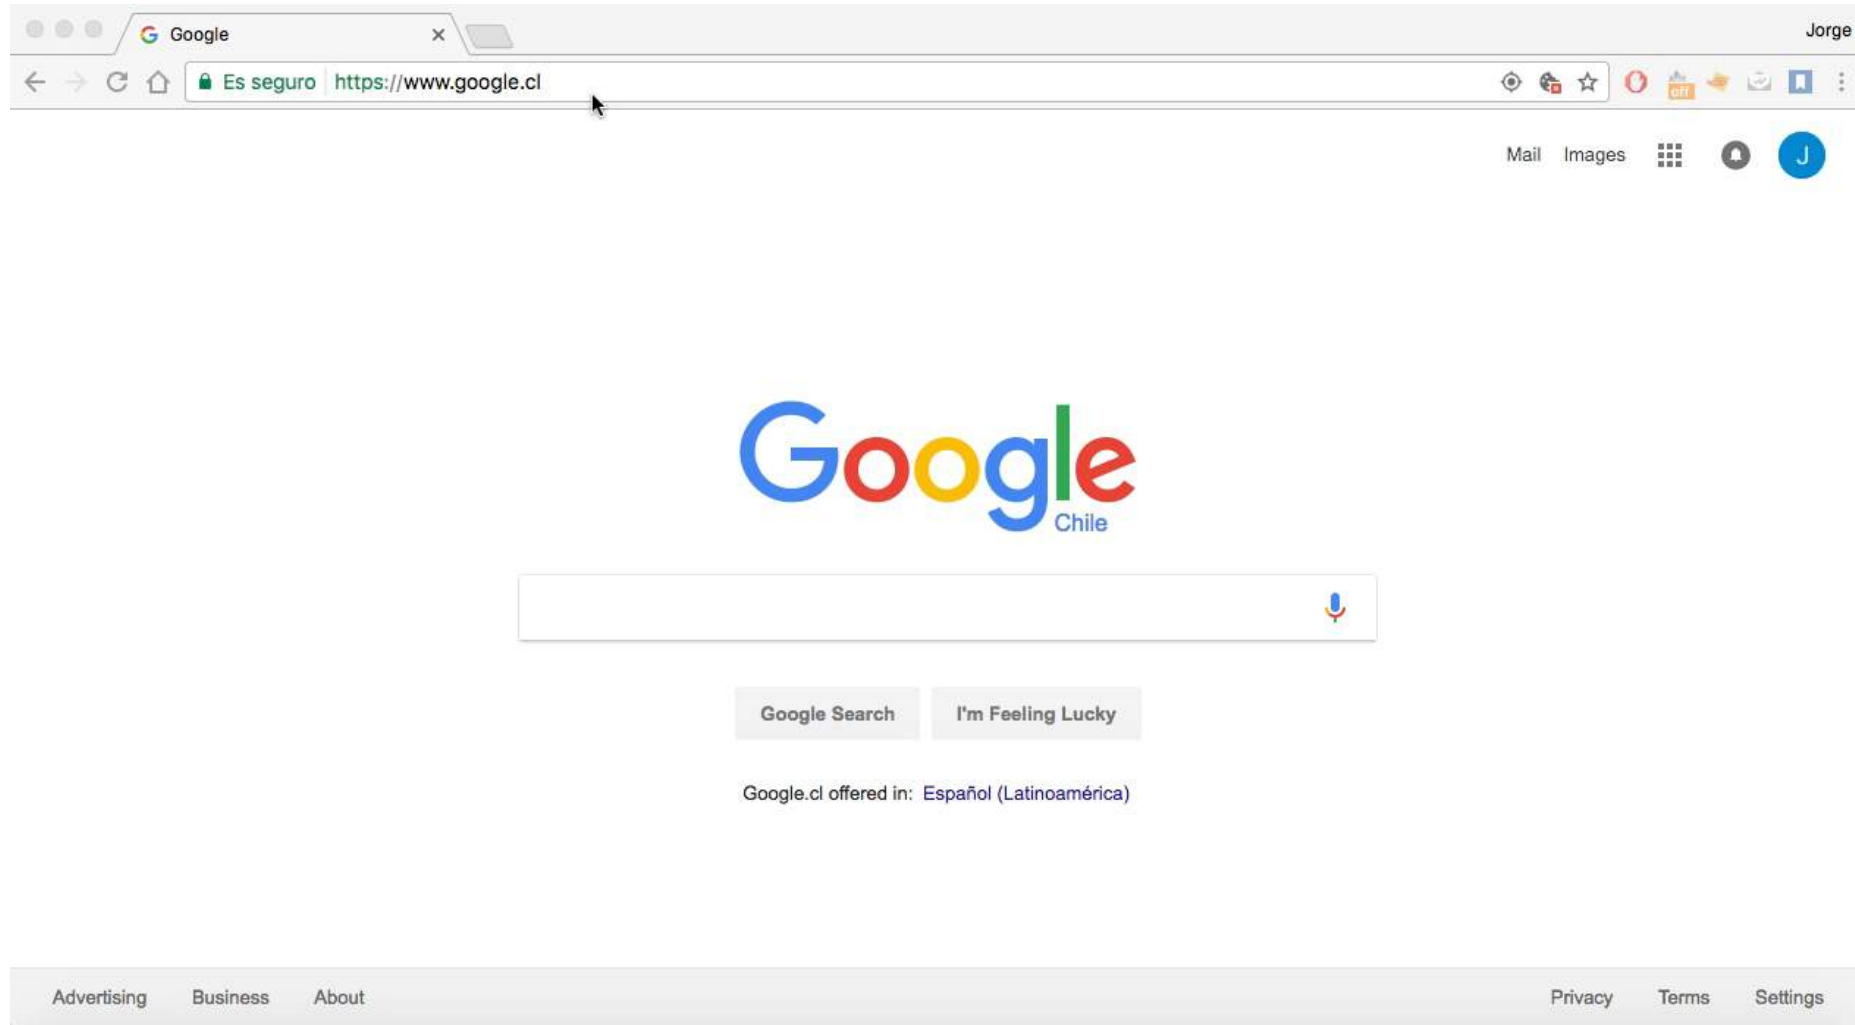 Google
Jorge
Es seguro https://www.google.cl
off
Mail Images
J
Google
Chile
Google Search I'm Feeling Lucky
Google.cl offered in: Español (Latinoamérica)
Advertising Business About Privacy Terms Settings